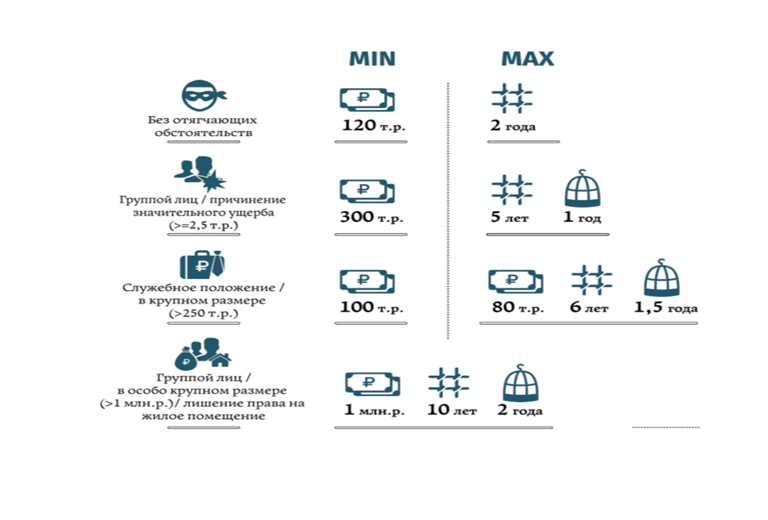 MIN MAX
Без отягчающих
обстоятельств
120 т.р. 2 года
Группой лиц / причинение
значительного ущерба
(>=2,5 т.р.)
300 т.р. 5 лет 1 год
Служебное положение /
в крупном размере
(>250 т.р.)
100 т.р. 80 т.р. 6 лет 1,5 года
Группой лиц /
в особо крупном размере
(>1 млн.р.)/ лишение права на
жилое помещение
1 млн.р. 10 лет 2 года